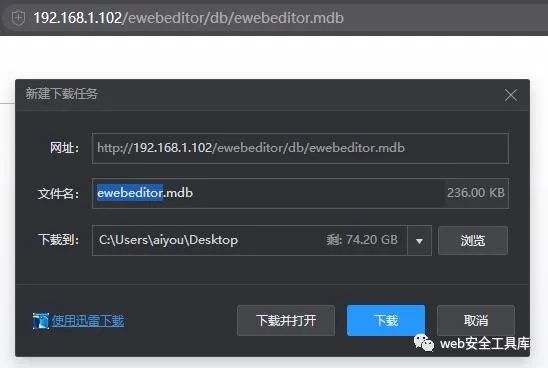 192.168.1.102/ewebeditor/db/ewebeditor.mdb
新建下载任务
网址: http://192.168.1.102/ewebeditor/db/ewebeditor.mdb
文件名: ewebeditor.mdb 236.00 KB
下载到: C:\Users\aiyou\Desktop 剩: 74.20 GB 浏览
使用迅雷下载 下载并打开 下载 取消
web安全工具库